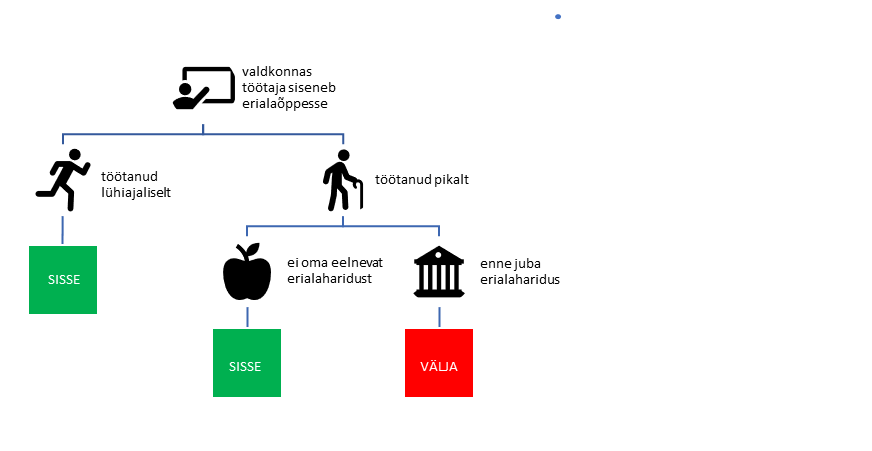 valdkonnas
töötaja siseneb
erialaõppesse
töötanud
lühiajaliselt
töötanud pikalt
ei oma eelnevat
erialaharidust
enne juba
erialaharidus
SISSE
SISSE
VÄLJA